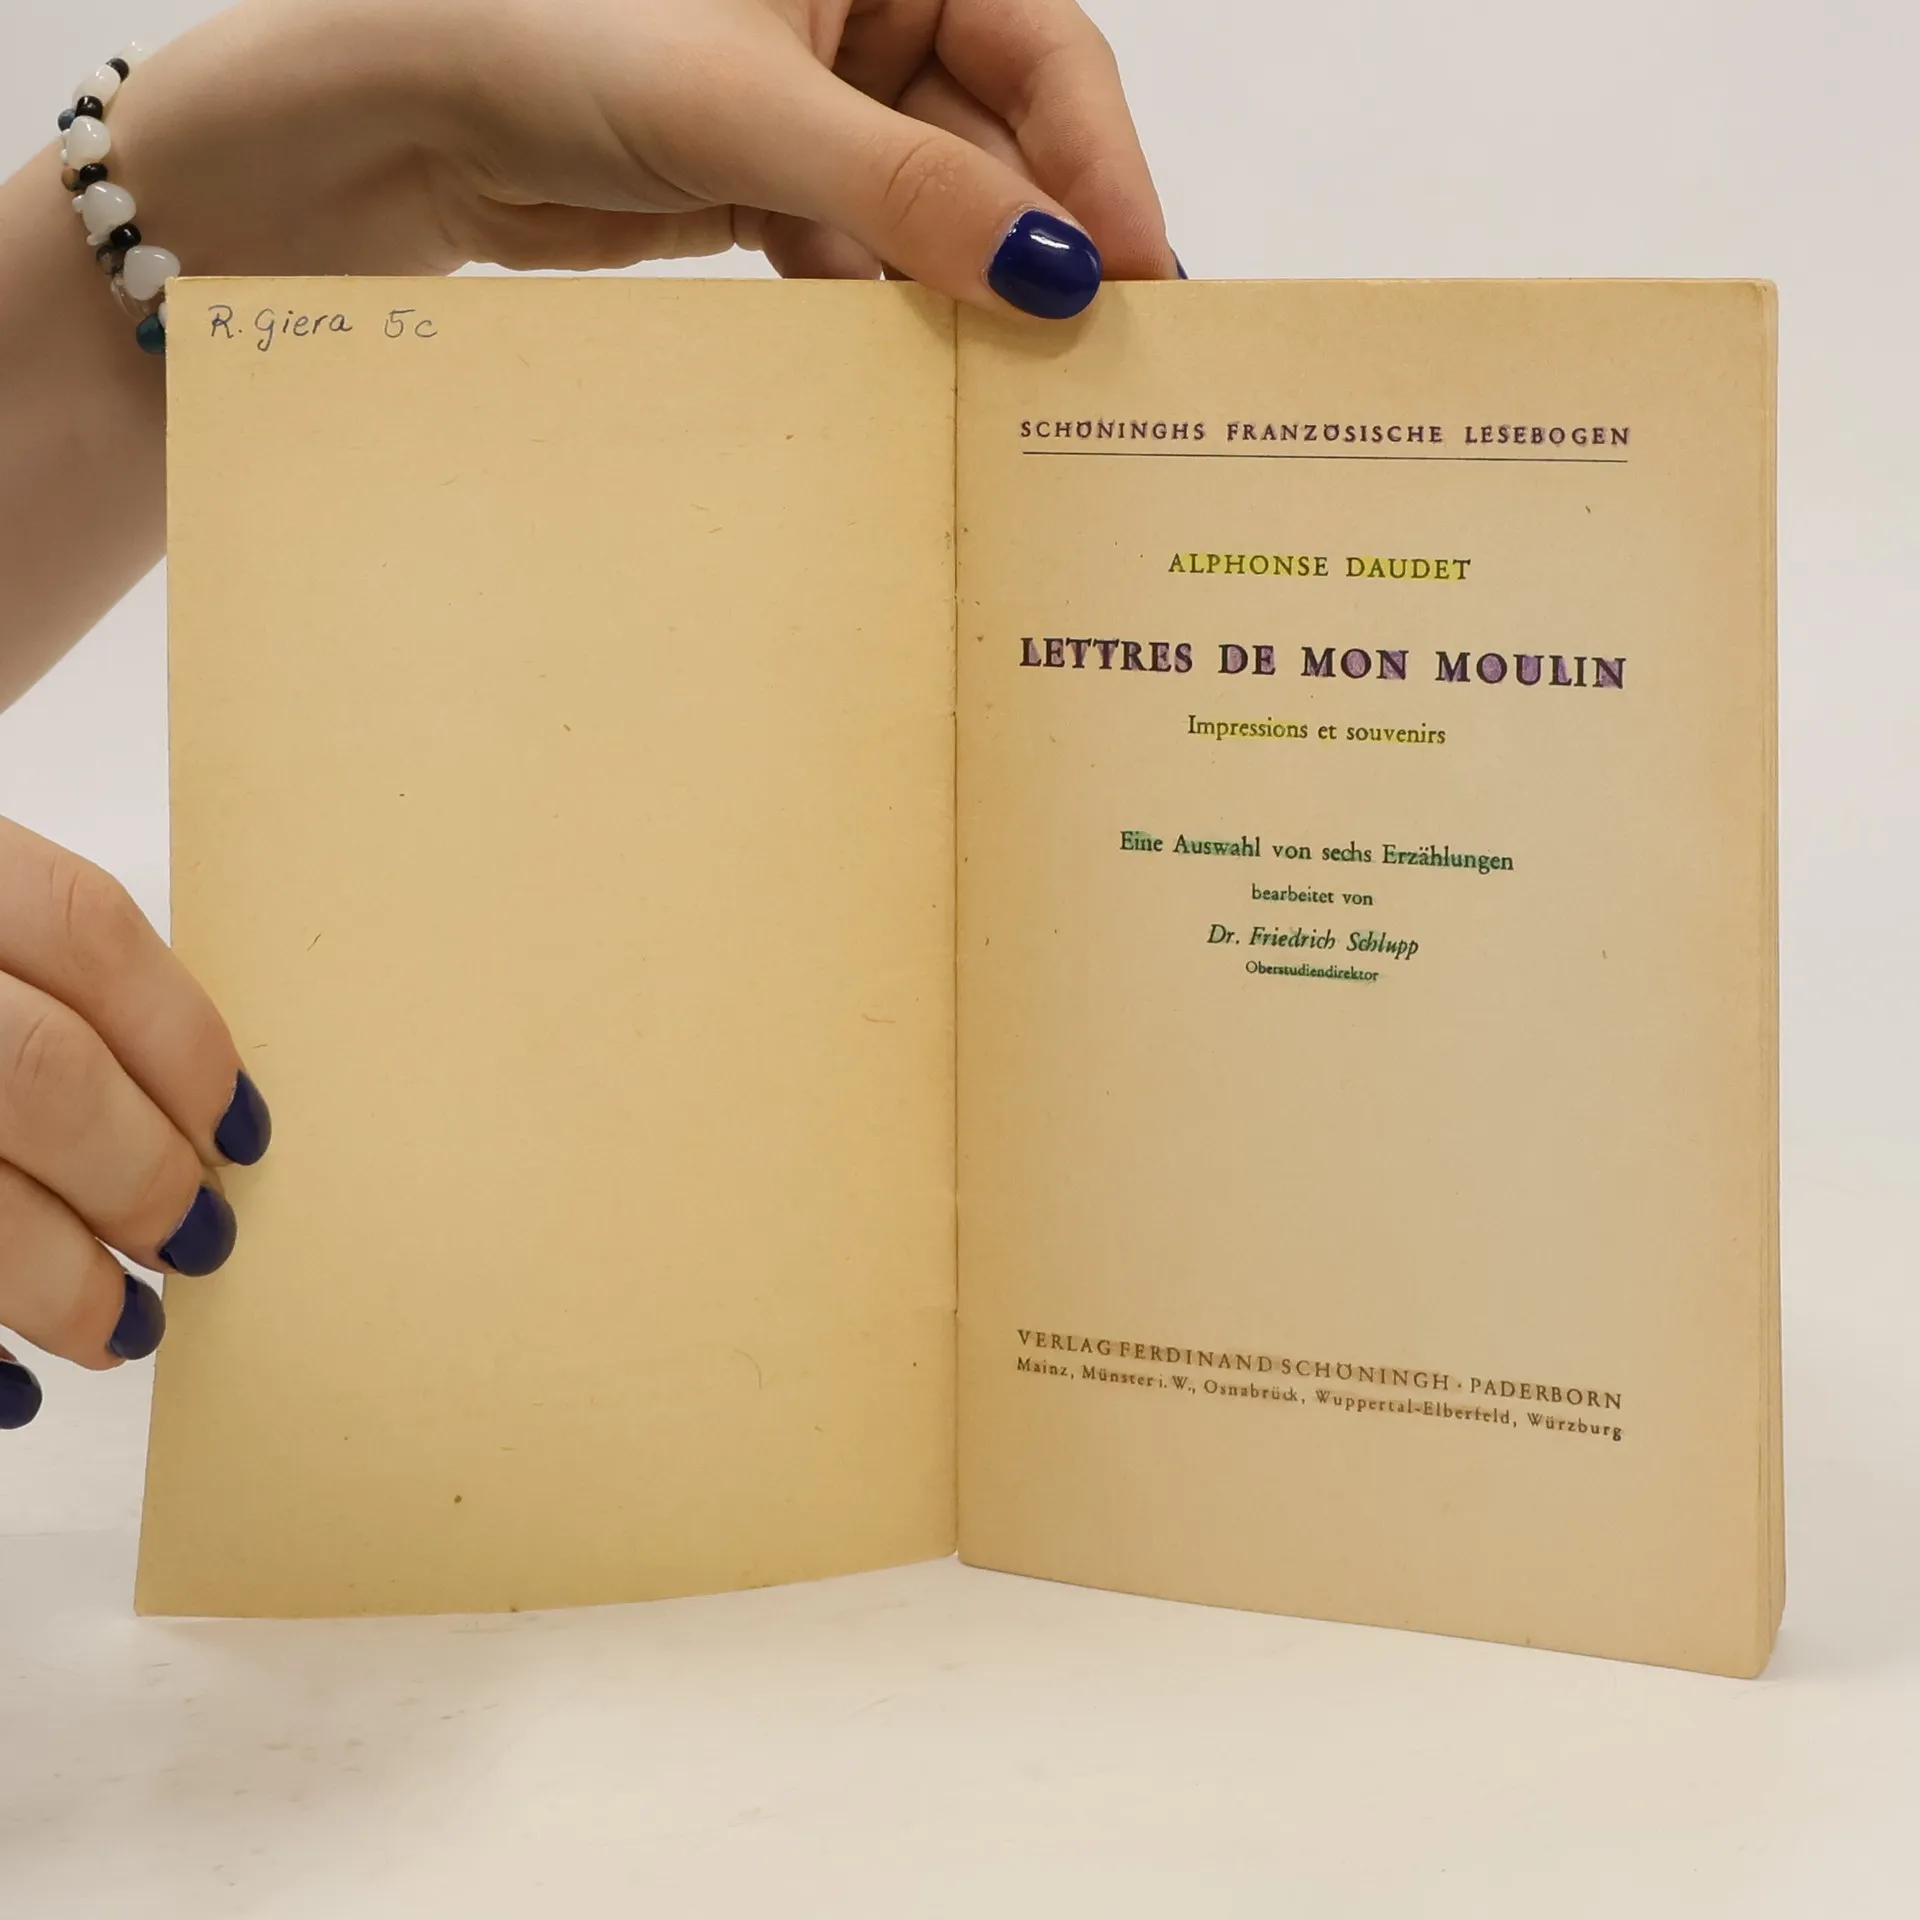 R. Giera 5c
SCHÖNINGHS FRANZÖSISCHE LESEBOGEN
ALPHONSE DAUDET
LETTRES DE MON MOULIN
Impressions et souvenirs
Eine Auswahl von sechs Erzählungen
bearbeitet von
Dr. Friedrich Schlupp
Oberstudiendirektor
VERLAG FERDINAND SCHÖNINGH · PADERBORN
Mainz, Münster i. W., Osnabrück, Wuppertal-Elberfeld, Würzburg